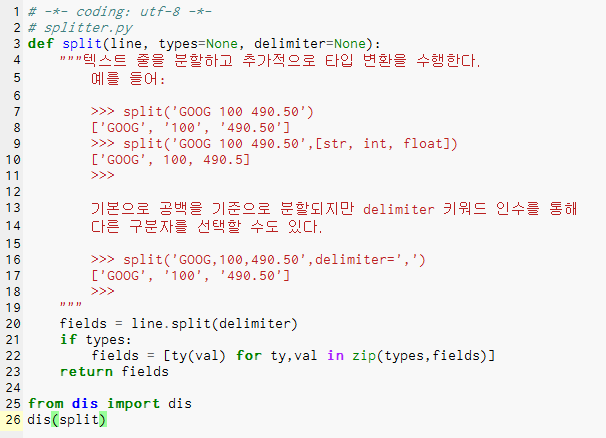 1 # -*- coding: utf-8 -*-
2 # splitter.py
3 def split(line, types=None, delimiter=None):
4     """텍스트 줄을 분할하고 추가적으로 타입 변환을 수행한다.
5         예를 들어:
6
7         >>> split('GOOG 100 490.50')
8         ['GOOG', '100', '490.50']
9         >>> split('GOOG 100 490.50',[str, int, float])
10         ['GOOG', 100, 490.5]
11         >>>
12
13         기본으로 공백을 기준으로 분할되지만 delimiter 키워드 인수를 통해
14         다른 구분자를 선택할 수도 있다.
15
16         >>> split('GOOG,100,490.50',delimiter=',')
17         ['GOOG', '100', '490.50']
18         >>>
19     """
20     fields = line.split(delimiter)
21     if types:
22         fields = [ty(val) for ty,val in zip(types,fields)]
23     return fields
24
25 from dis import dis
26 dis(split)